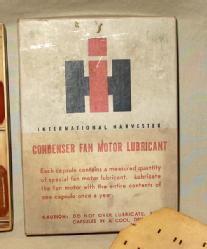 IH
INTERNATIONAL HARVESTER
CONDENSER FAN MOTOR LUBRICANT
Each capsule contains a measured quantity
of special fan motor lubricant. Lubricate
the fan motor with the entire contents of
one capsule once a year.
CAUTION: DO NOT OVER LUBRICATE.
CAPSULES IN A COOL,